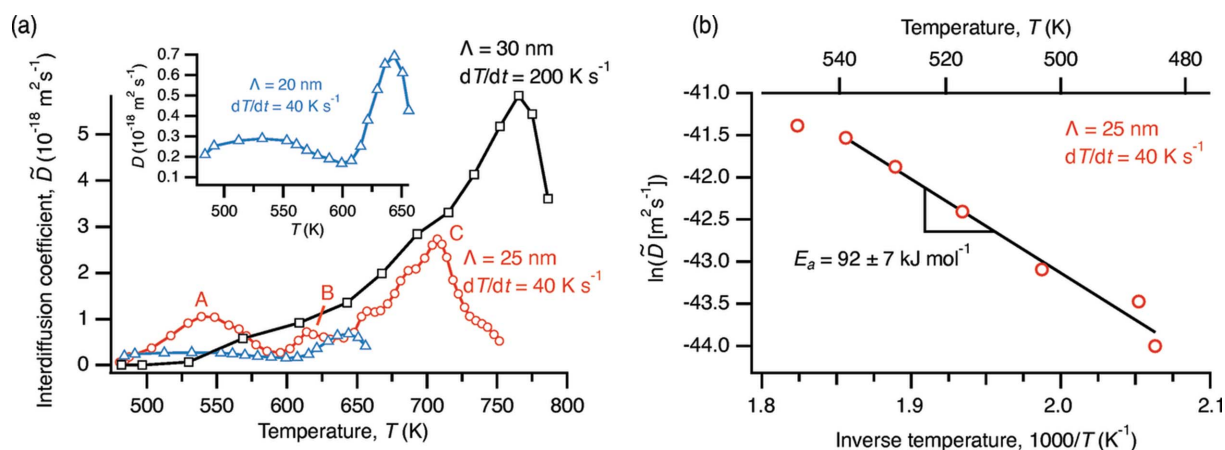 (a)
Λ = 30 nm
dT/dt = 200 K s⁻¹
Λ = 20 nm
dT/dt = 40 K s⁻¹
D (10⁻¹⁸ m² s⁻¹)
0.7
0.6
0.5
0.4
0.3
0.2
0.1
500
550
600
650
T (K)
Interdiffusion coefficient, D̃ (10⁻¹⁸ m² s⁻¹)
5
4
3
2
1
0
A
B
C
Λ = 25 nm
dT/dt = 40 K s⁻¹
500 550 600 650 700 750 800
Temperature, T (K)
(b)
Temperature, T (K)
540 520 500 480
ln(D̃ [m² s⁻¹])
-41.0
-41.5
-42.0
-42.5
-43.0
-43.5
-44.0
Λ = 25 nm
dT/dt = 40 K s⁻¹
Eₐ = 92 ± 7 kJ mol⁻¹
1.8 1.9 2.0 2.1
Inverse temperature, 1000/T (K⁻¹)